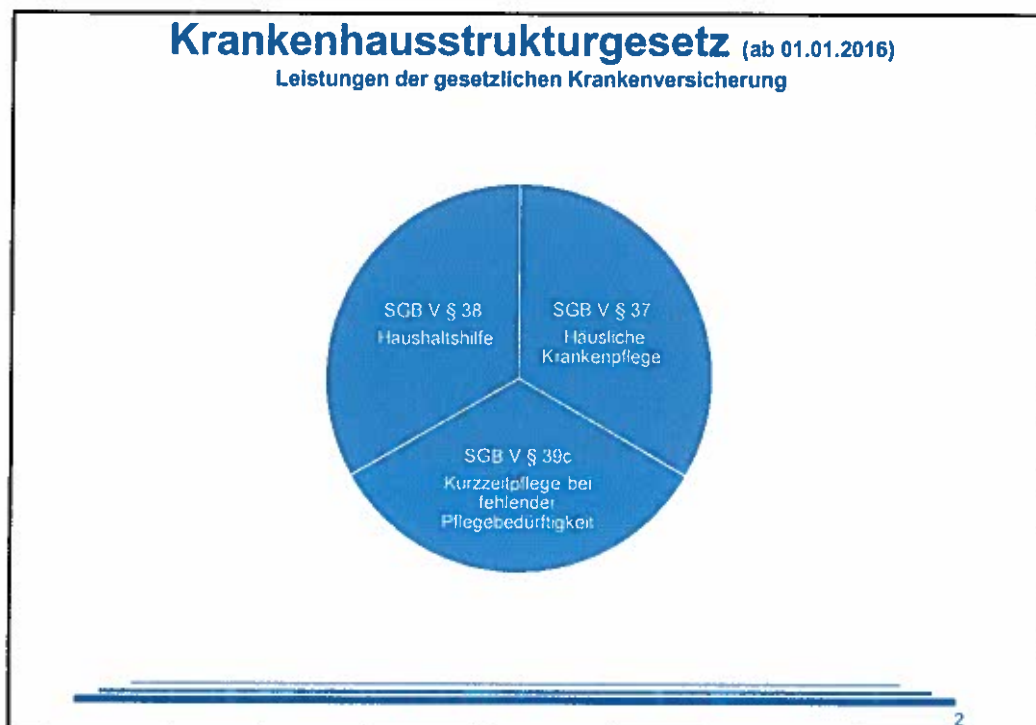 Krankenhausstrukturgesetz (ab 01.01.2016)
Leistungen der gesetzlichen Krankenversicherung
SGB V § 38
Haushaltshilfe
SGB V § 37
Häusliche
Krankenpflege
SGB V § 39c
Kurzzeitpflege bei
fehlender
Pflegebedürftigkeit
2